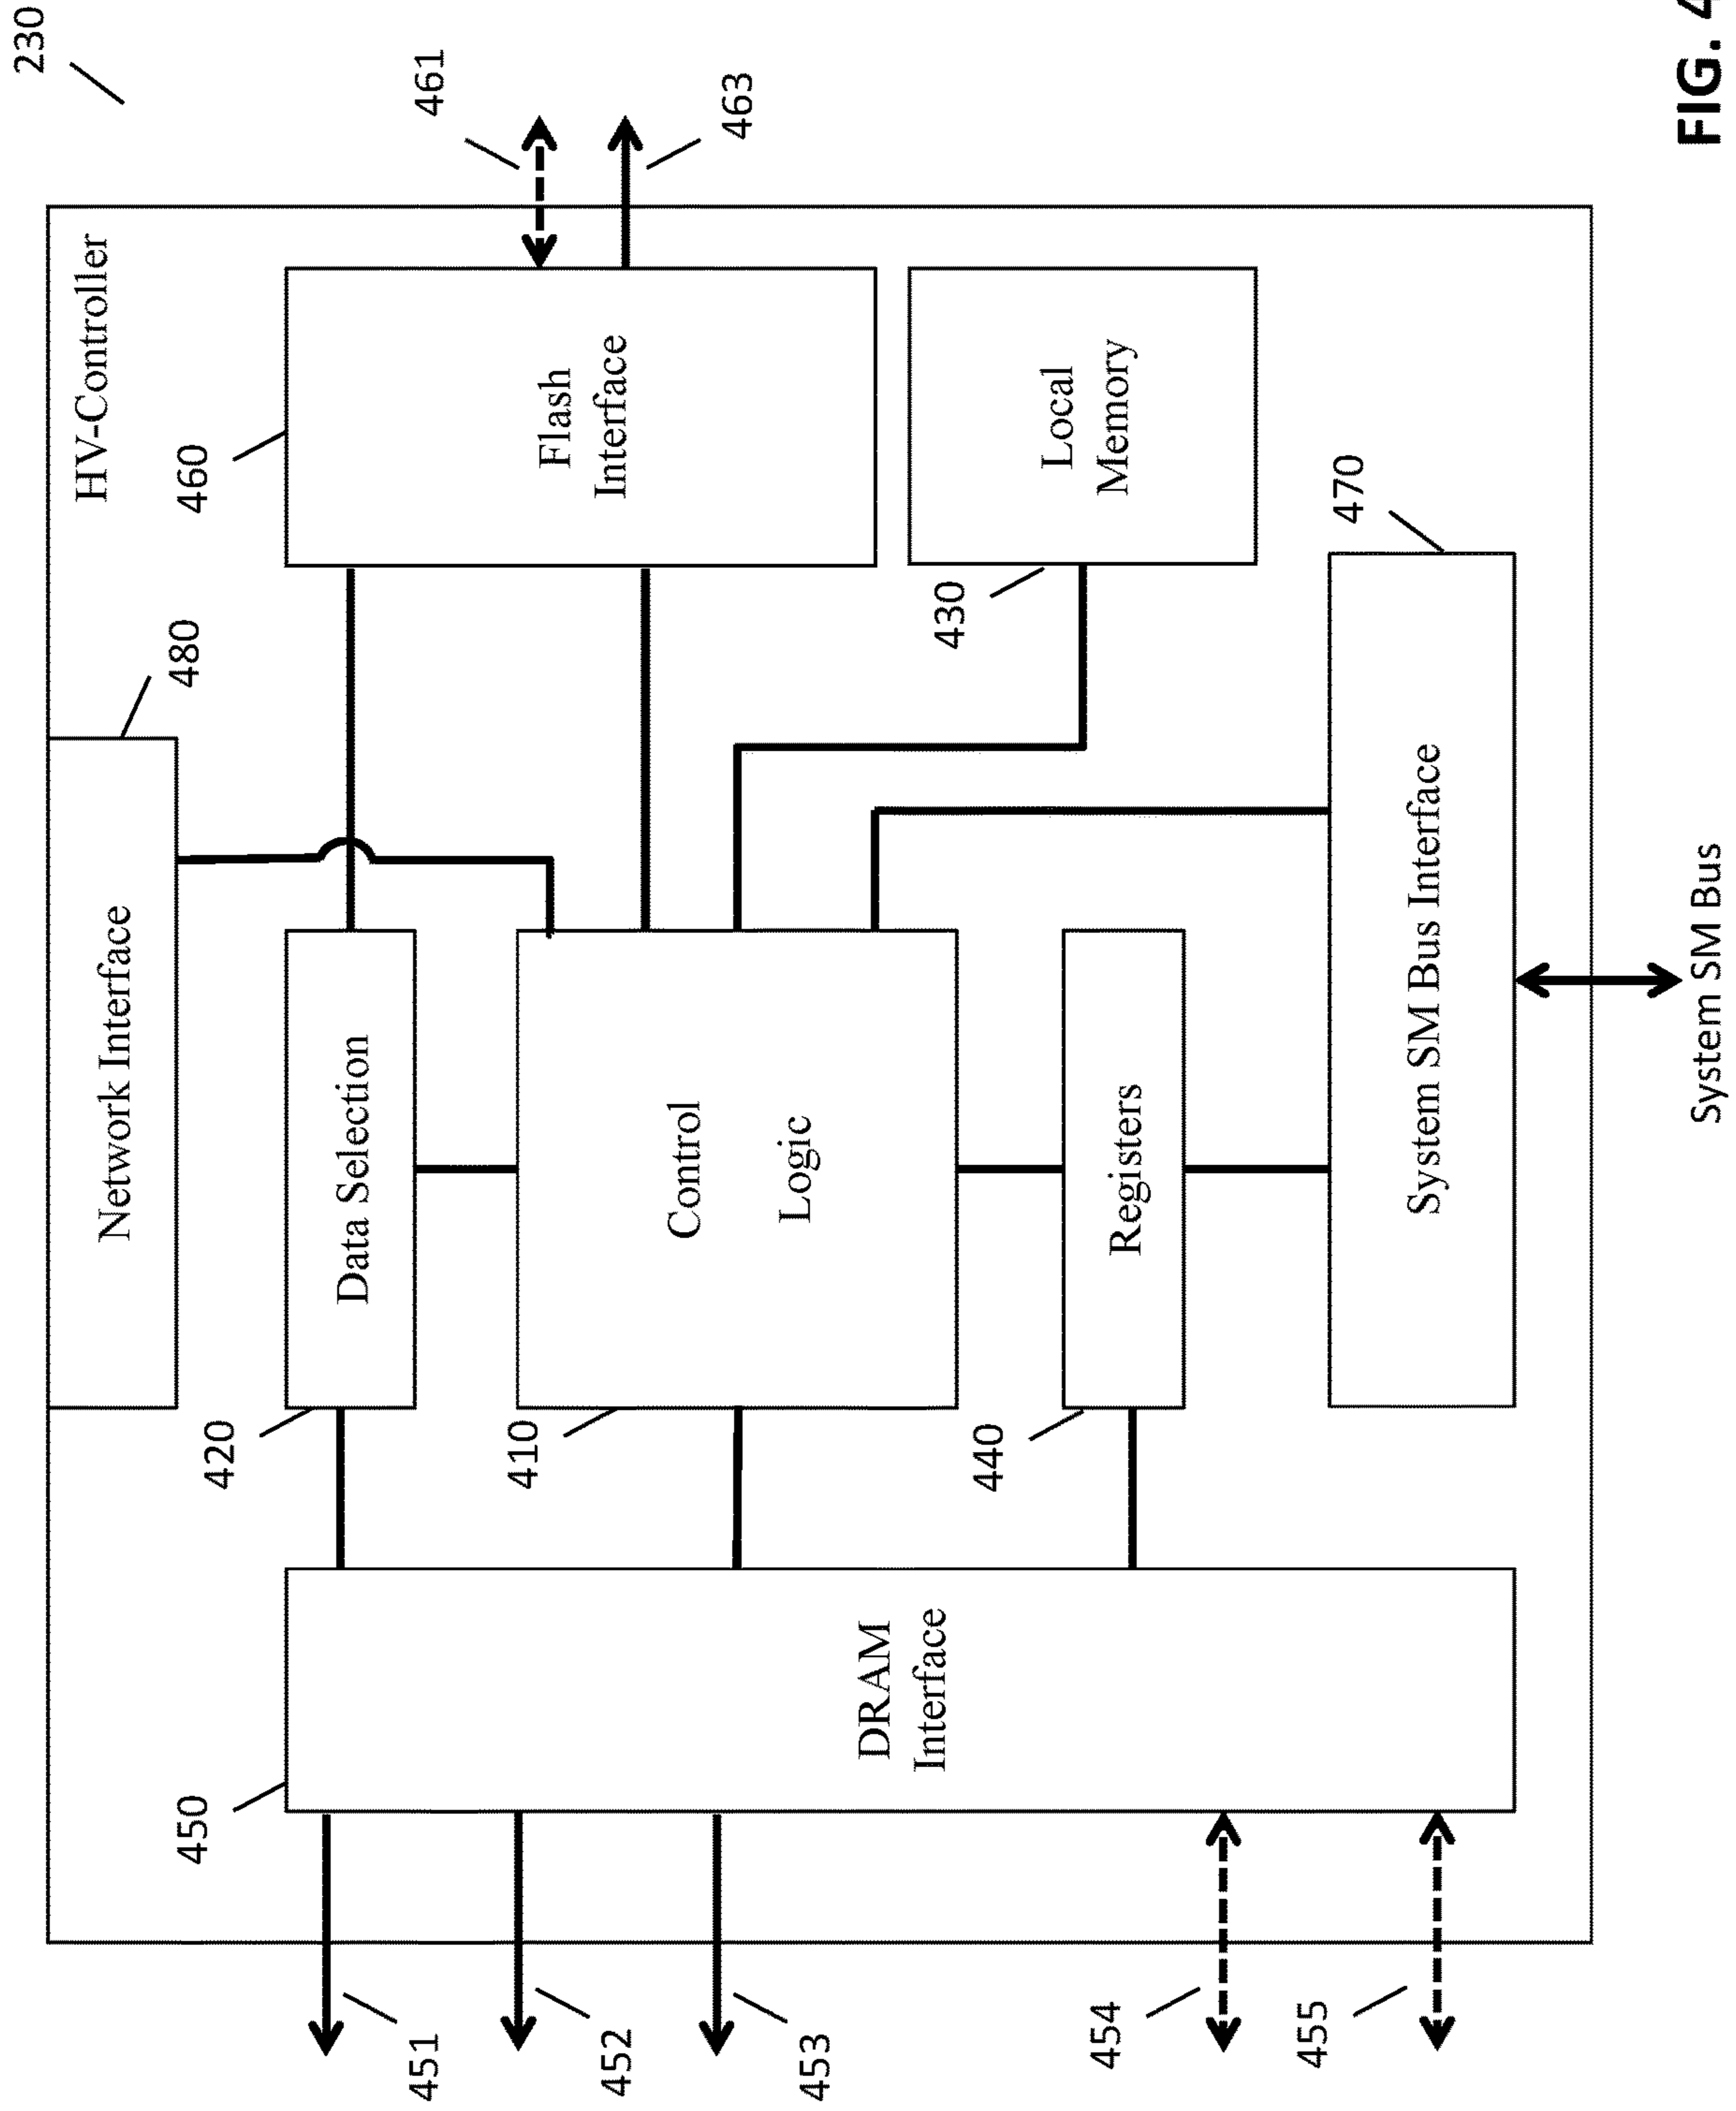 230
HV-Controller
480
Network Interface
460
420
Data Selection
461
Flash
Interface
463
450
410
Control
Logic
451
452
453
DRAM
Interface
430
Local
Memory
440
Registers
470
454
455
System SM Bus Interface
System SM Bus
FIG. 4